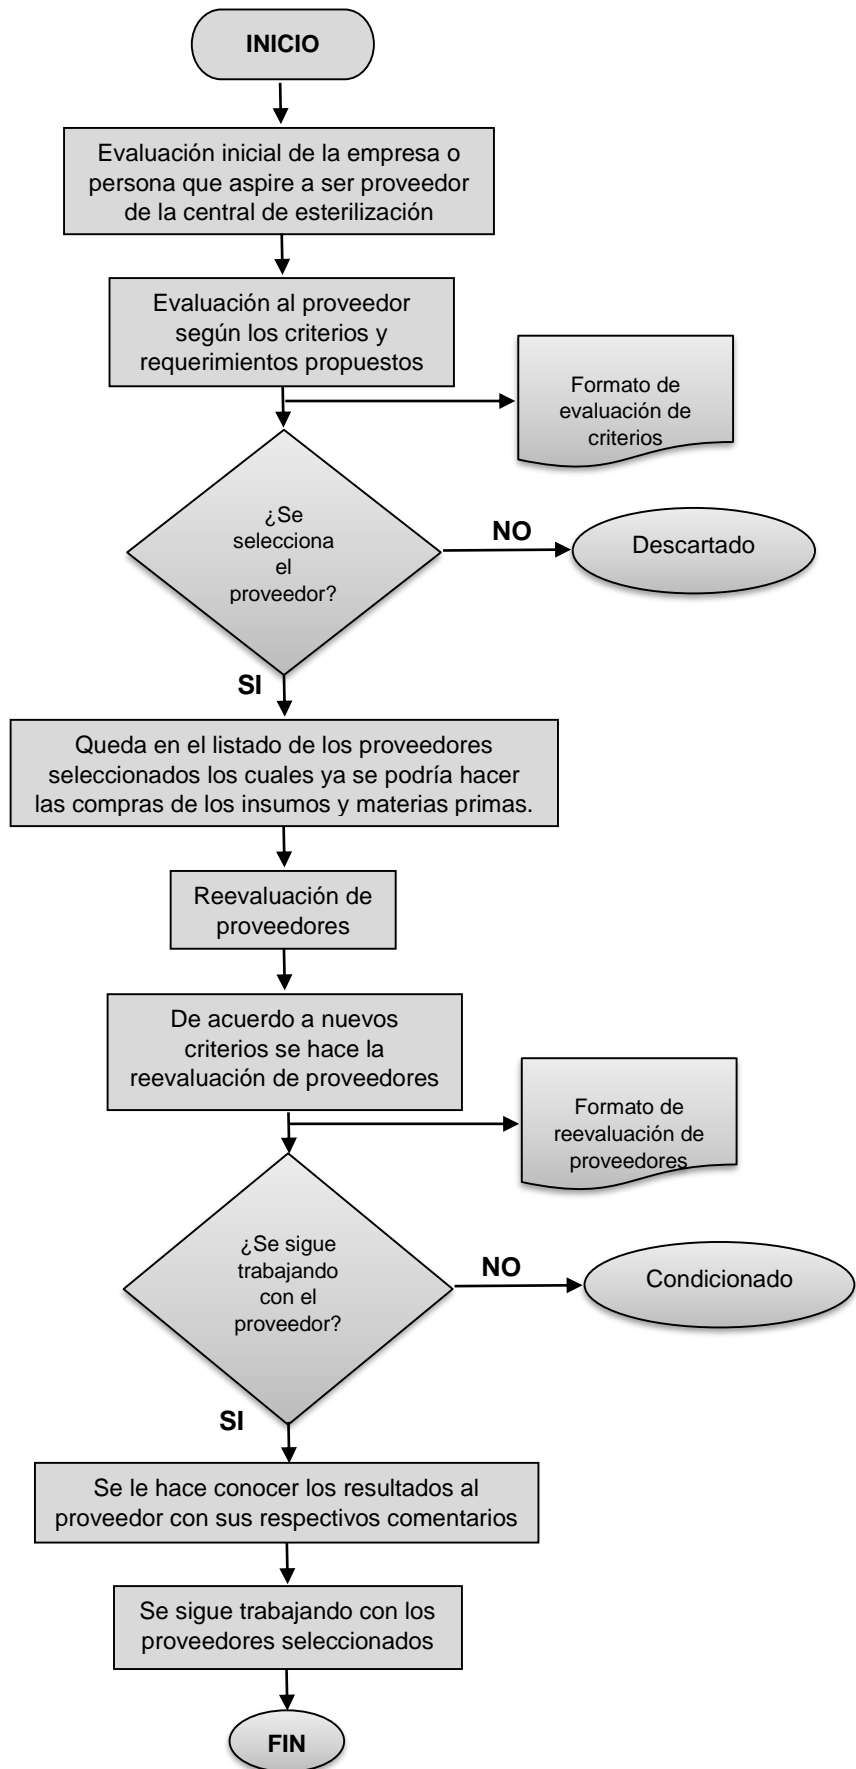 INICIO
Evaluación inicial de la empresa o
persona que aspire a ser proveedor
de la central de esterilización
Evaluación al proveedor
según los criterios y
requerimientos propuestos
Formato de
evaluación de
criterios
¿Se
selecciona
el
proveedor?
NO
Descartado
SI
Queda en el listado de los proveedores
seleccionados los cuales ya se podría hacer
las compras de los insumos y materias primas.
Reevaluación de
proveedores
De acuerdo a nuevos
criterios se hace la
reevaluación de proveedores
Formato de
reevaluación de
proveedores
¿Se sigue
trabajando
con el
proveedor?
NO
Condicionado
SI
Se le hace conocer los resultados al
proveedor con sus respectivos comentarios
Se sigue trabajando con los
proveedores seleccionados
FIN